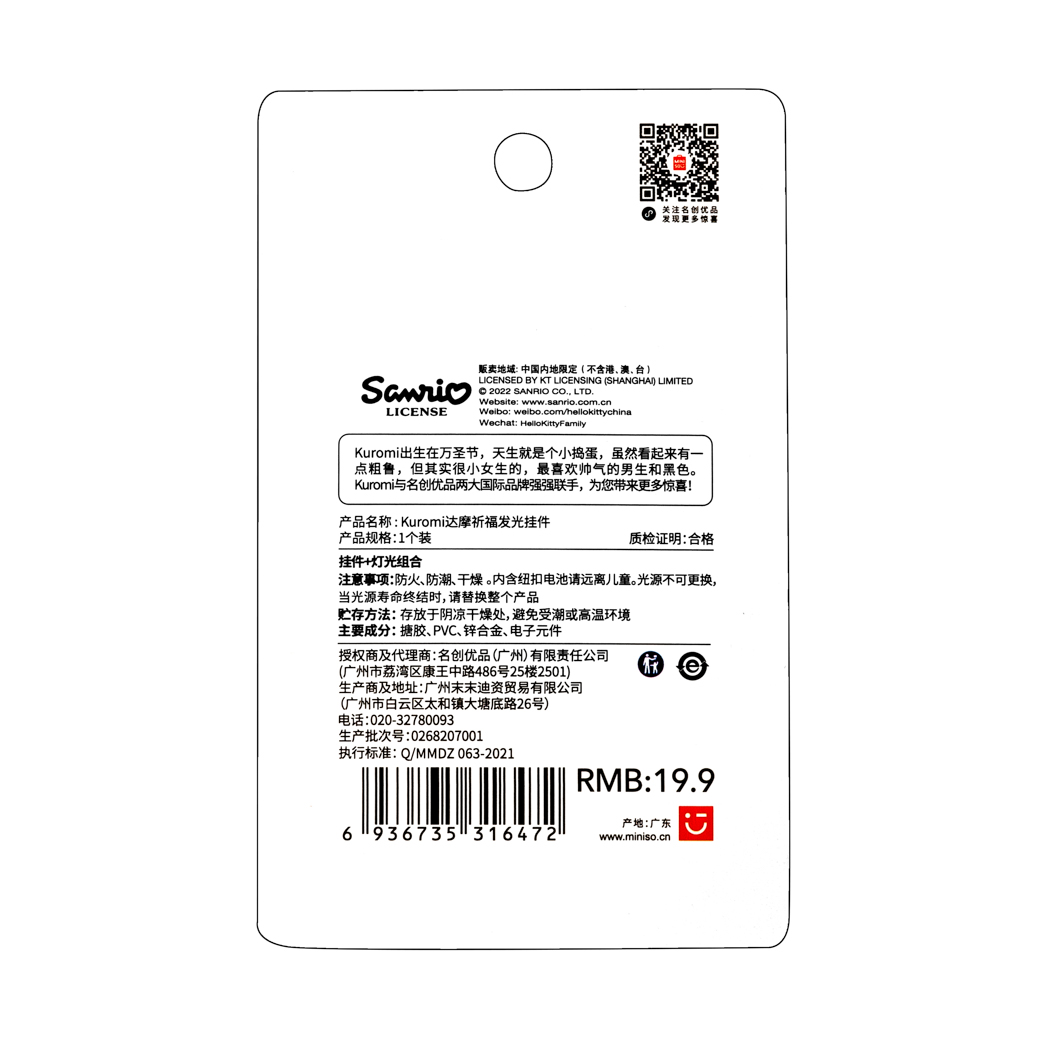 MINI
SO
关注名创优品
发现更多惊喜
Sanrio
LICENSE
贩卖地域: 中国内地限定 ( 不含港、澳、台 )
LICENSED BY KT LICENSING (SHANGHAI) LIMITED
© 2022 SANRIO CO., LTD.
Website: www.sanrio.com.cn
Weibo: weibo.com/hellokittychina
Wechat: HelloKittyFamily
Kuromi出生在万圣节，天生就是个小捣蛋，虽然看起来有一
点粗鲁，但其实很小女生的，最喜欢帅气的男生和黑色。
Kuromi与名创优品两大国际品牌强强联手，为您带来更多惊喜!
产品名称 : Kuromi达摩祈福发光挂件
产品规格:1个装
质检证明:合格
挂件+灯光组合
注意事项:防火、防潮、干燥 。内含纽扣电池请远离儿童。光源不可更换,
当光源寿命终结时,请替换整个产品
贮存方法: 存放于阴凉干燥处,避免受潮或高温环境
主要成分: 搪胶、PVC、锌合金、电子元件
授权商及代理商:名创优品(广州)有限责任公司
(广州市荔湾区康王中路486号25楼2501)
生产商及地址:广州末末迪资贸易有限公司
(广州市白云区太和镇大塘底路26号)
电话:020-32780093
生产批次号:0268207001
执行标准: Q/MMDZ 063-2021
RMB:19.9
6 936735 316472
产地:广东
www.miniso.cn